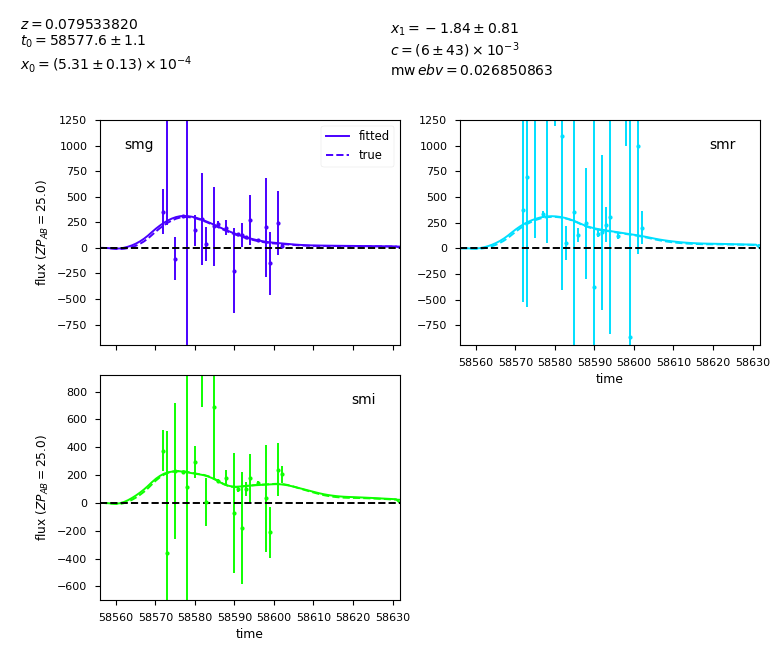 z = 0.079533820
t₀ = 58577.6 ± 1.1
x₀ = (5.31 ± 0.13) × 10⁻⁴
x₁ = −1.84 ± 0.81
c = (6 ± 43) × 10⁻³
mw ebv = 0.026850863
smg
fitted
true
1250
1000
750
500
250
0
−250
−500
−750
flux (ZP_AB = 25.0)
smr
1250
1000
750
500
250
0
−250
−500
−750
58560 58570 58580 58590 58600 58610 58620 58630
time
smi
800
600
400
200
0
−200
−400
−600
flux (ZP_AB = 25.0)
58560 58570 58580 58590 58600 58610 58620 58630
time